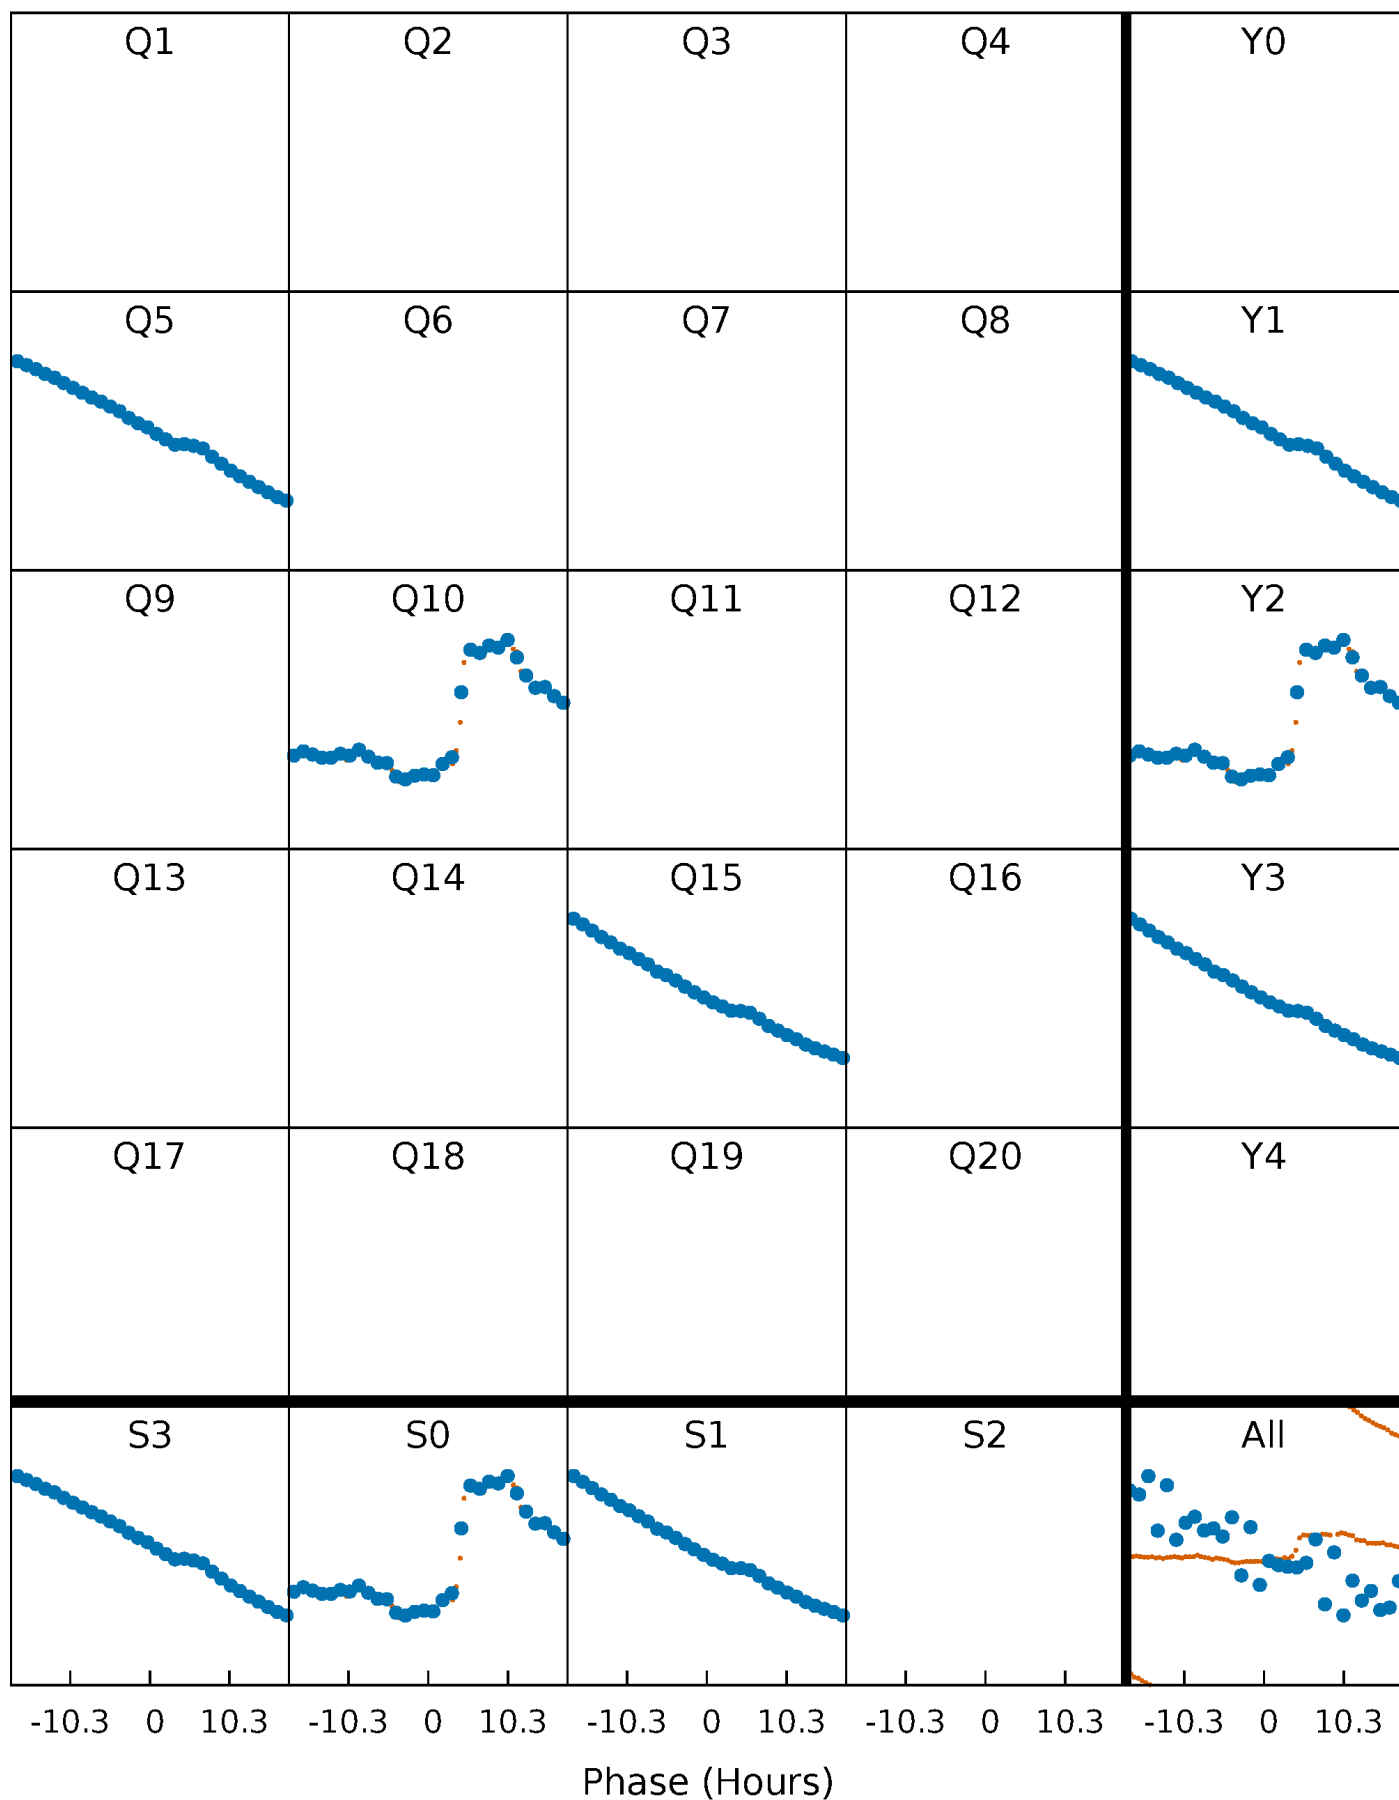 Q1 Q2 Q3 Q4 Y0
Q5 Q6 Q7 Q8 Y1
Q9 Q10 Q11 Q12 Y2
Q13 Q14 Q15 Q16 Y3
Q17 Q18 Q19 Q20 Y4
S3 S0 S1 S2 All
-10.3 0 10.3 -10.3 0 10.3 -10.3 0 10.3 -10.3 0 10.3 -10.3 0 10.3
Phase (Hours)